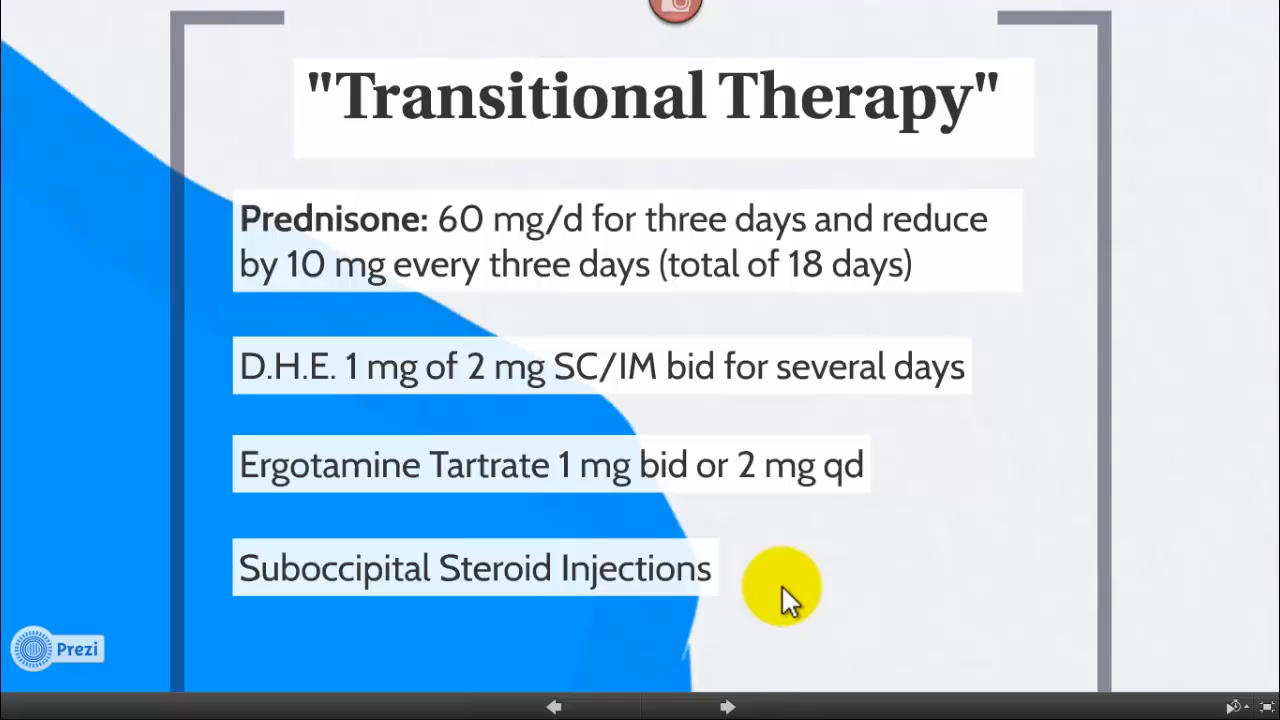 "Transitional Therapy"
Prednisone: 60 mg/d for three days and reduce
by 10 mg every three days (total of 18 days)
D.H.E. 1 mg of 2 mg SC/IM bid for several days
Ergotamine Tartrate 1 mg bid or 2 mg qd
Suboccipital Steroid Injections
Prezi